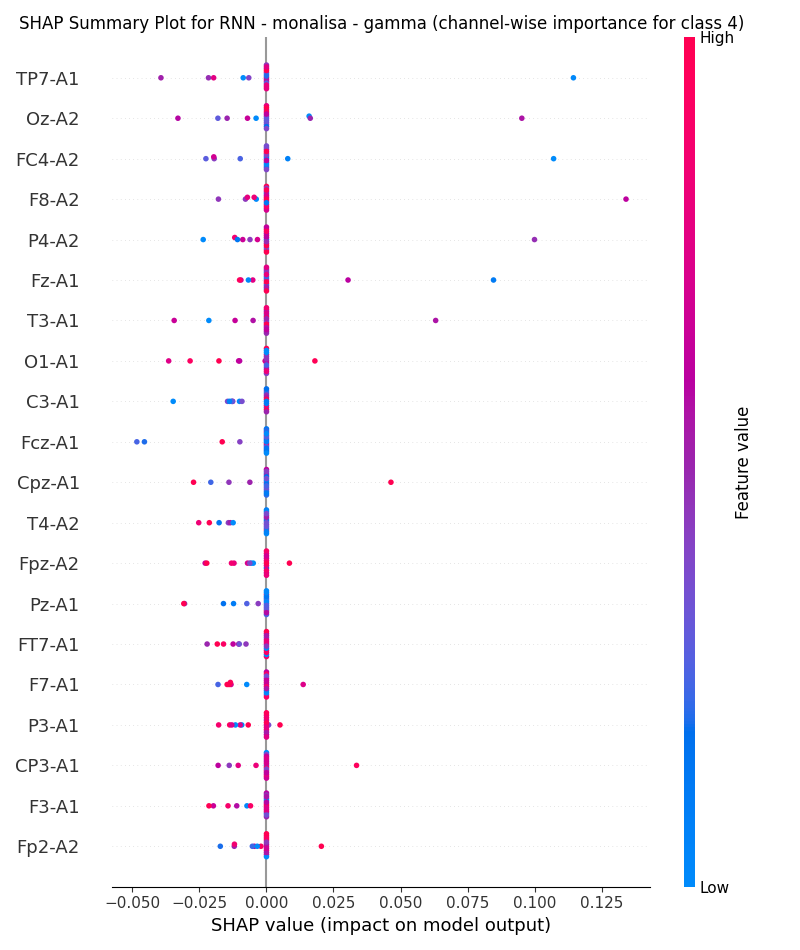 SHAP Summary Plot for RNN - monalisa - gamma (channel-wise importance for class 4)
High
TP7-A1
Oz-A2
FC4-A2
F8-A2
P4-A2
Fz-A1
T3-A1
O1-A1
C3-A1
Fcz-A1
Cpz-A1
T4-A2
Fpz-A2
Pz-A1
FT7-A1
F7-A1
P3-A1
CP3-A1
F3-A1
Fp2-A2
Feature value
Low
−0.050 −0.025 0.000 0.025 0.050 0.075 0.100 0.125
SHAP value (impact on model output)